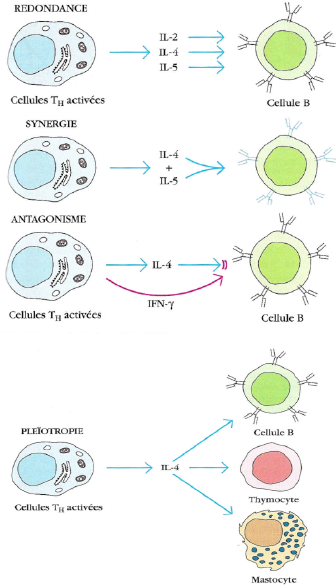 REDONDANCE
IL-2
IL-4
IL-5
Cellules TH activées
Cellule B
SYNERGIE
IL-4
+
IL-5
ANTAGONISME
IL-4
IFN-γ
Cellules TH activées
Cellule B
Cellule B
PLEÏOTROPIE
IL-4
Cellules TH activées
Thymocyte
Mastocyte